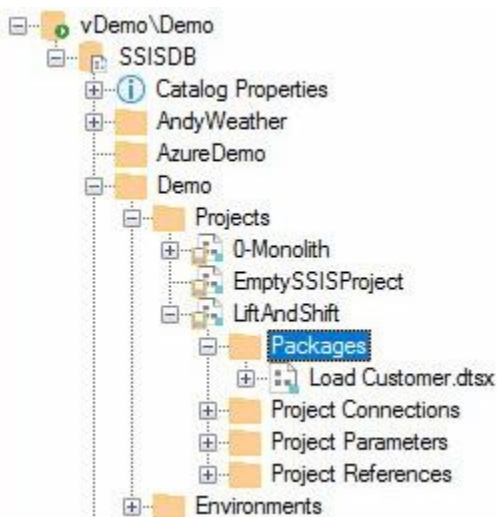 vDemo\Demo
SSISDB
Catalog Properties
AndyWeather
AzureDemo
Demo
Projects
0-Monolith
EmptySSISProject
LiftAndShift
Packages
Load Customer.dtsx
Project Connections
Project Parameters
Project References
Environments